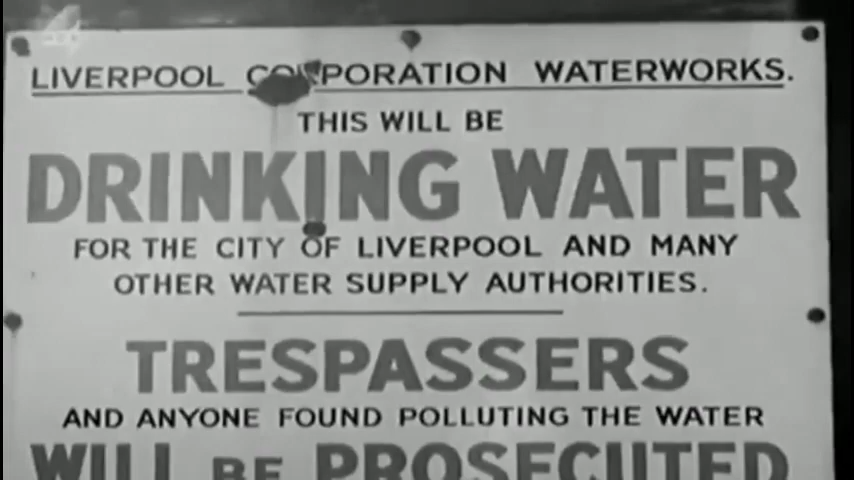 4
LIVERPOOL CORPORATION WATERWORKS.
THIS WILL BE
DRINKING WATER
FOR THE CITY OF LIVERPOOL AND MANY
OTHER WATER SUPPLY AUTHORITIES.
TRESPASSERS
AND ANYONE FOUND POLLUTING THE WATER
WILL BE PROSECUTED